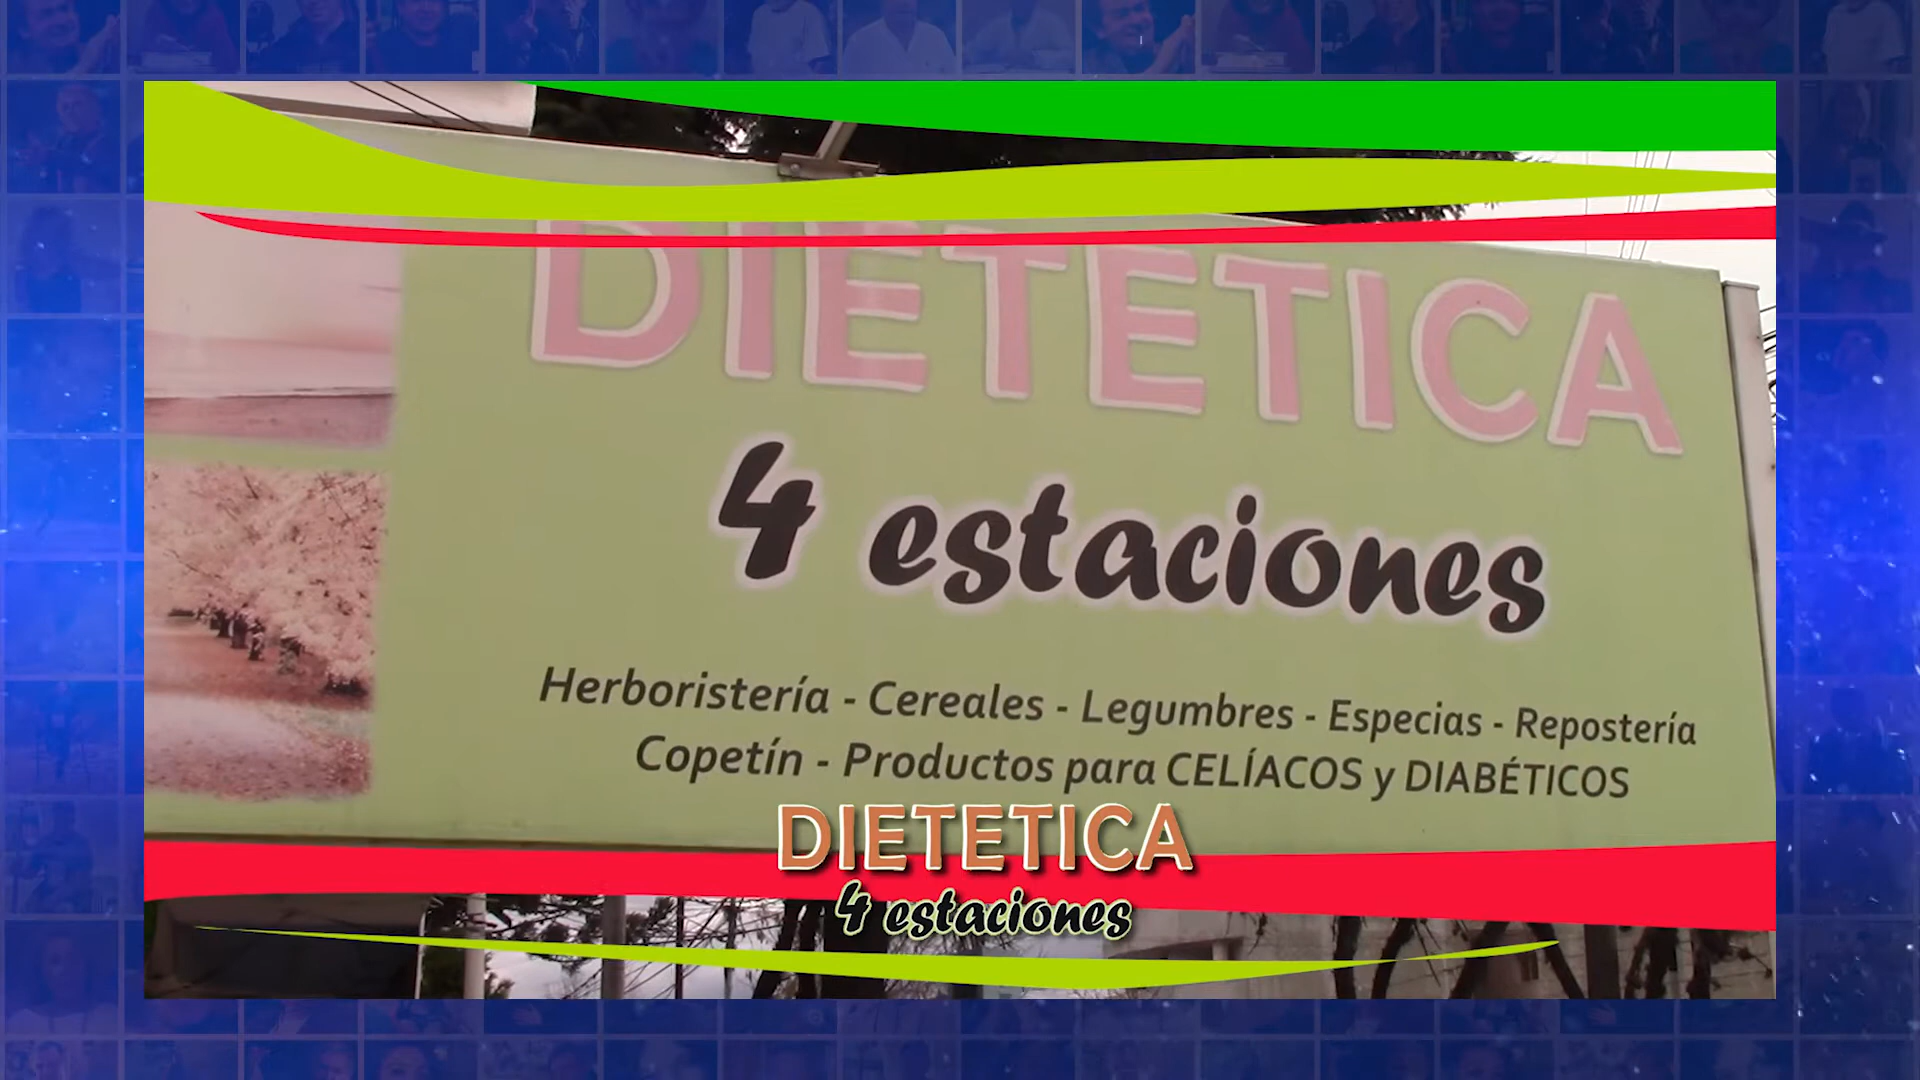 DIETETICA
4 estaciones
Herboristería - Cereales - Legumbres - Especias - Repostería
Copetín - Productos para CELÍACOS y DIABÉTICOS
DIETETICA
4 estaciones